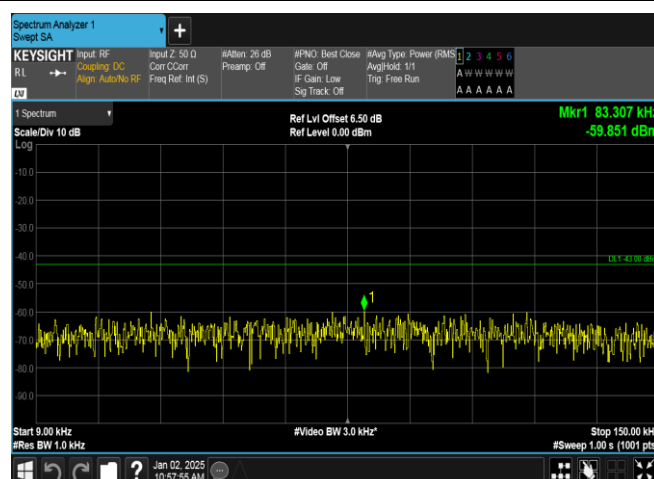 Spectrum Analyzer 1
Swept SA
+
KEYSIGHT
RL
LXI
Input: RF
Coupling: DC
Align: Auto/No RF
Input Z: 50 Ω
Corr CCorr
Freq Ref: Int (S)
#Atten: 26 dB
Preamp: Off
#PNO: Best Close
Gate: Off
IF Gain: Low
Sig Track: Off
#Avg Type: Power (RMS
Avg|Hold: 1/1
Trig: Free Run
1 2 3 4 5 6
A W W W W W
A A A A A A
1 Spectrum
Scale/Div 10 dB
Log
Ref Lvl Offset 6.50 dB
Ref Level 0.00 dBm
Mkr1 83.307 kHz
-59.851 dBm
-10.0
-20.0
-30.0
-40.0
-50.0
-60.0
-70.0
-80.0
-90.0
DL1 -43.00 dBm
1
Start 9.00 kHz
#Res BW 1.0 kHz
#Video BW 3.0 kHz*
Stop 150.00 kH
#Sweep 1.00 s (1001 pts
?
Jan 02, 2025
10:57:55 AM